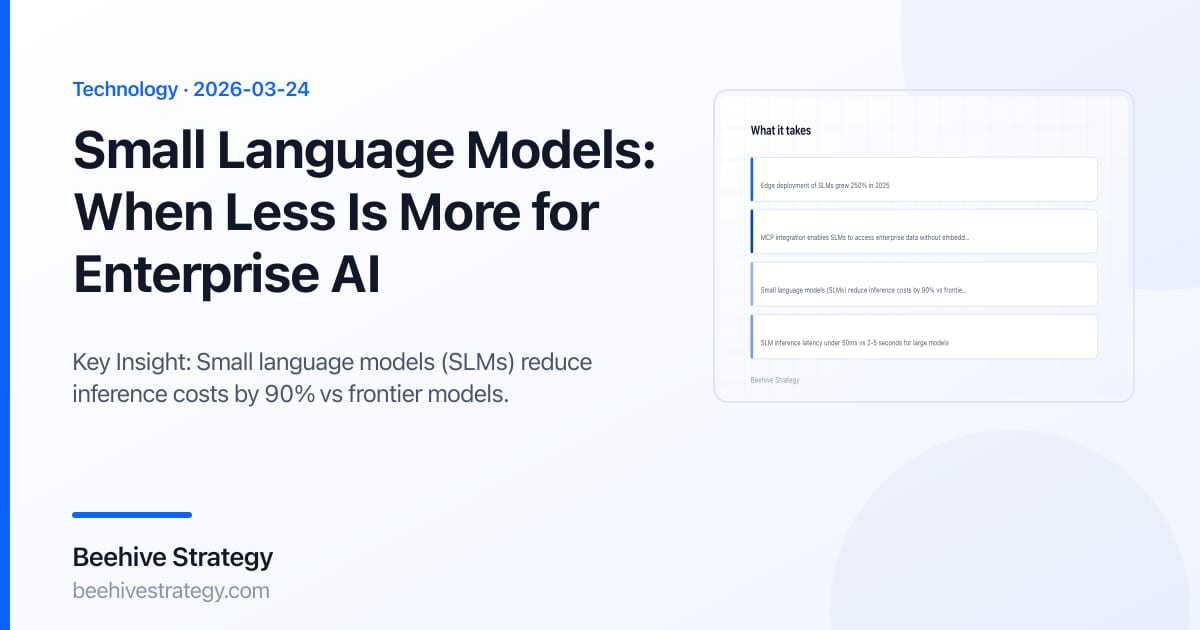 Technology · 2026-03-24
Small Language Models:
When Less Is More for
Enterprise AI
Key Insight: Small language models (SLMs) reduce
inference costs by 90% vs frontier models.
Beehive Strategy
beehivestrategy.com
What it takes
Edge deployment of SLMs grew 250% in 2025
MCP integration enables SLMs to access enterprise data without embedd...
Small language models (SLMs) reduce inference costs by 90% vs frontie...
SLM inference latency under 50ms vs 2-5 seconds for large models
Beehive Strategy